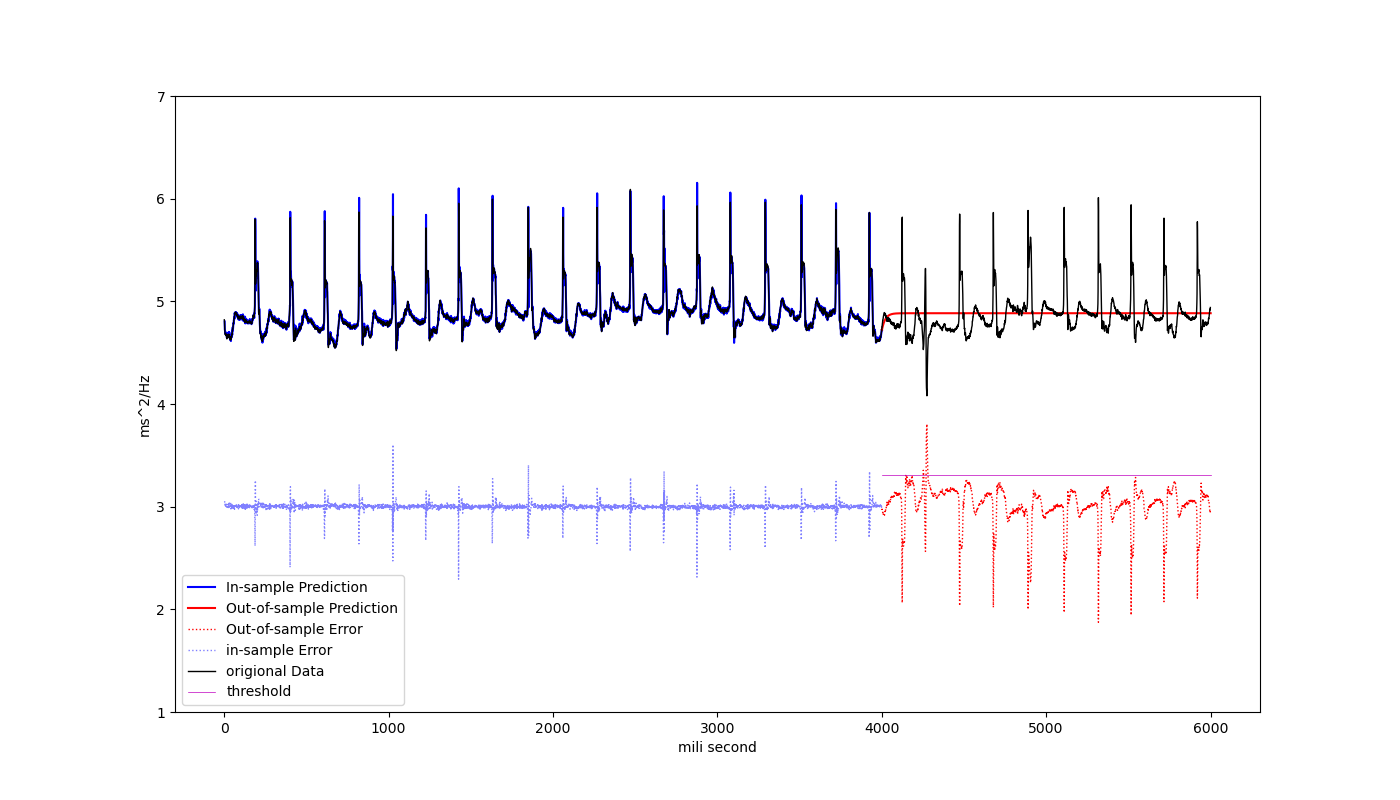 7
6
5
4
3
2
1
ms^2/Hz
In-sample Prediction
Out-of-sample Prediction
Out-of-sample Error
in-sample Error
origional Data
threshold
0 1000 2000 3000 4000 5000 6000
mili second